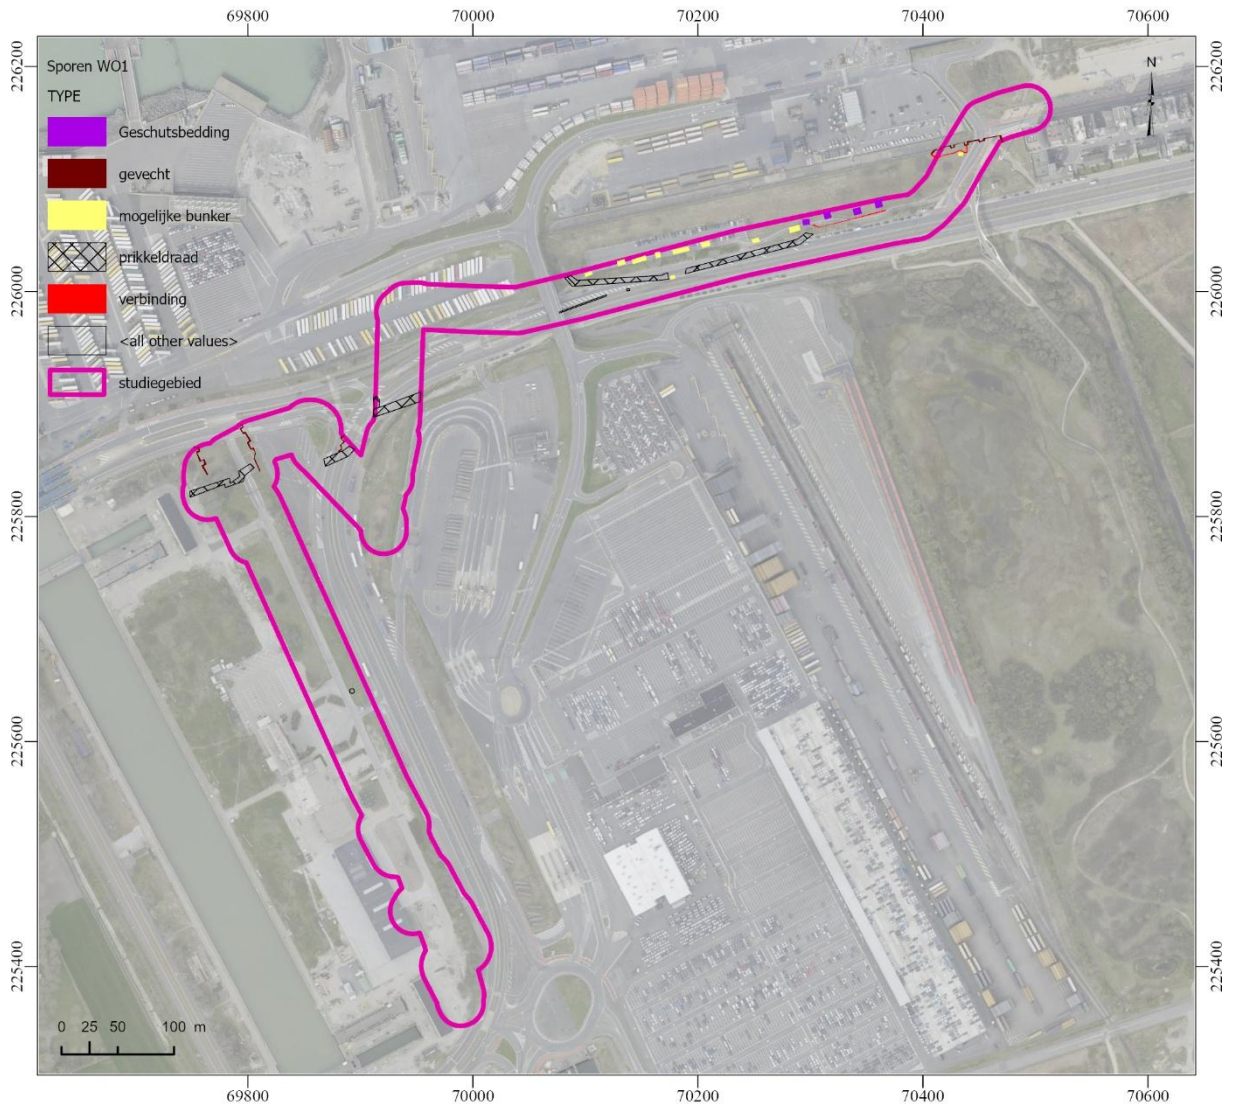 69800 70000 70200 70400 70600
226200 226200
Sporen WO1
N
TYPE
Geschutsbedding
gevecht
mogelijke bunker
prikkeldraad
226000 226000
verbinding
<all other values>
studiegebied
225800 225800
225600 225600
225400 225400
0 25 50 100 m
69800 70000 70200 70400 70600